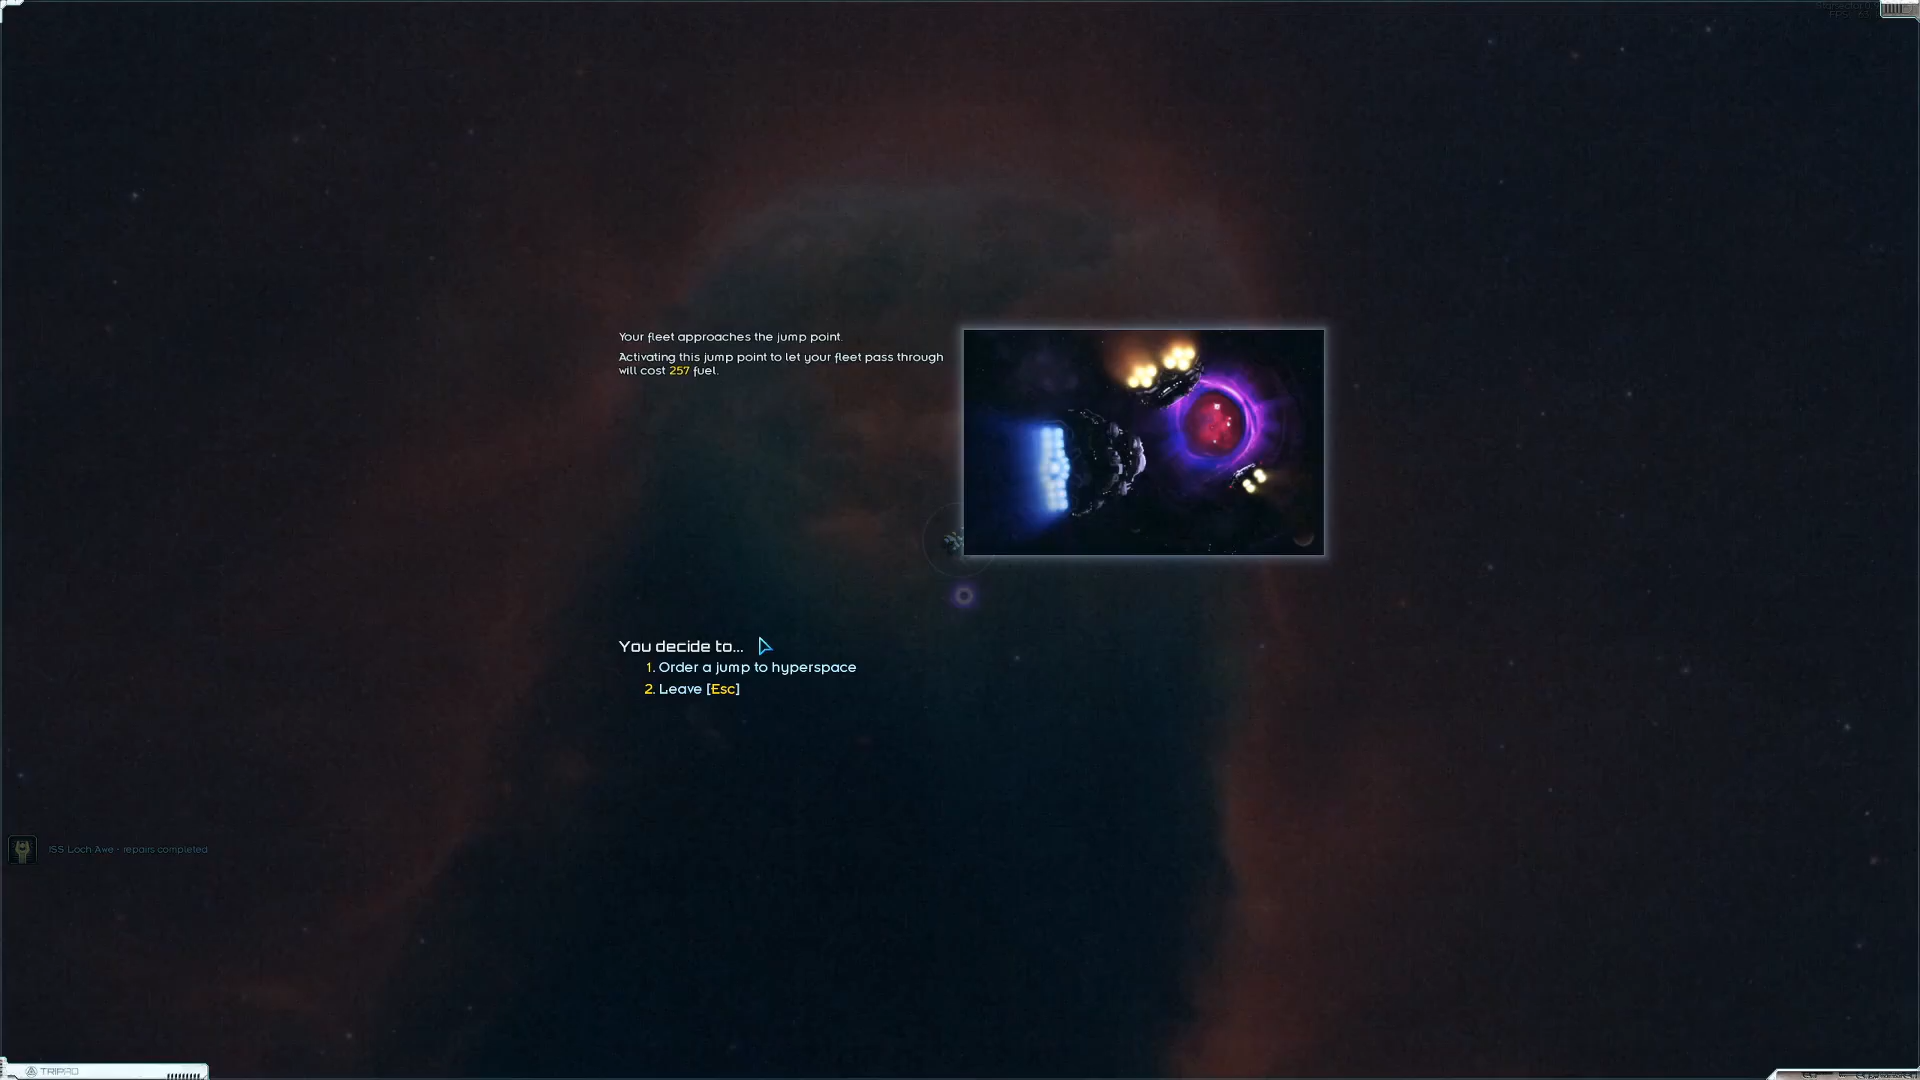 Your fleet approaches the jump point.
Activating this jump point to let your fleet pass through
will cost 257 fuel.
You decide to...
1. Order a jump to hyperspace
2. Leave [Esc]
ISS Loch Awe - repairs completed
TRIPAD